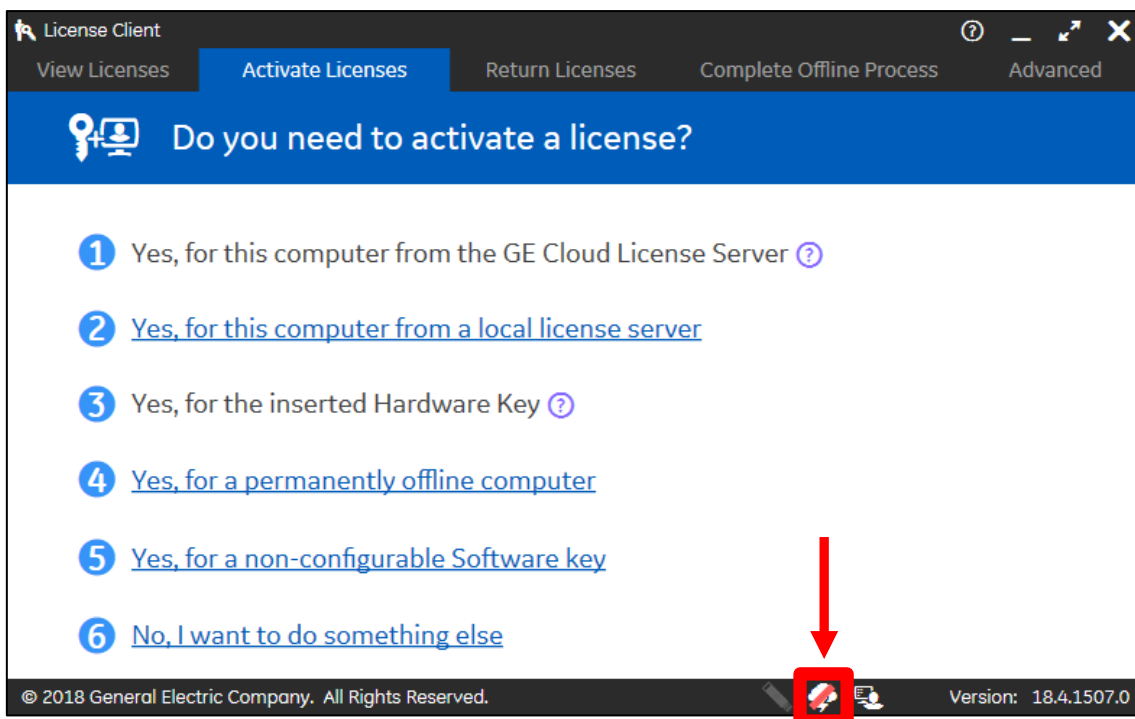 License Client
View Licenses Activate Licenses Return Licenses Complete Offline Process Advanced
Do you need to activate a license?
1 Yes, for this computer from the GE Cloud License Server ?
2 Yes, for this computer from a local license server
3 Yes, for the inserted Hardware Key ?
4 Yes, for a permanently offline computer
5 Yes, for a non-configurable Software key
6 No, I want to do something else
© 2018 General Electric Company. All Rights Reserved. Version: 18.4.1507.0